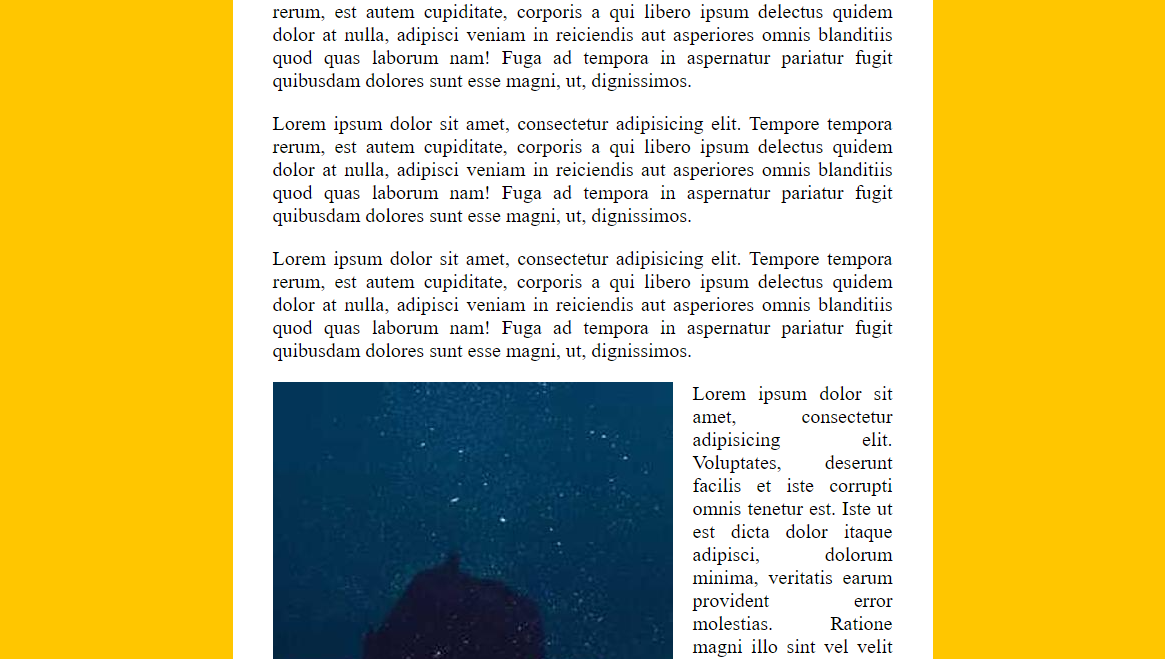 rerum, est autem cupiditate, corporis a qui libero ipsum delectus quidem
dolor at nulla, adipisci veniam in reiciendis aut asperiores omnis blanditiis
quod quas laborum nam! Fuga ad tempora in aspernatur pariatur fugit
quibusdam dolores sunt esse magni, ut, dignissimos.
Lorem ipsum dolor sit amet, consectetur adipisicing elit. Tempore tempora
rerum, est autem cupiditate, corporis a qui libero ipsum delectus quidem
dolor at nulla, adipisci veniam in reiciendis aut asperiores omnis blanditiis
quod quas laborum nam! Fuga ad tempora in aspernatur pariatur fugit
quibusdam dolores sunt esse magni, ut, dignissimos.
Lorem ipsum dolor sit amet, consectetur adipisicing elit. Tempore tempora
rerum, est autem cupiditate, corporis a qui libero ipsum delectus quidem
dolor at nulla, adipisci veniam in reiciendis aut asperiores omnis blanditiis
quod quas laborum nam! Fuga ad tempora in aspernatur pariatur fugit
quibusdam dolores sunt esse magni, ut, dignissimos.
Lorem ipsum dolor sit
amet, consectetur
adipisicing elit.
Voluptates, deserunt
facilis et iste corrupti
omnis tenetur est. Iste ut
est dicta dolor itaque
adipisci, dolorum
minima, veritatis earum
provident error
molestias. Ratione
magni illo sint vel velit